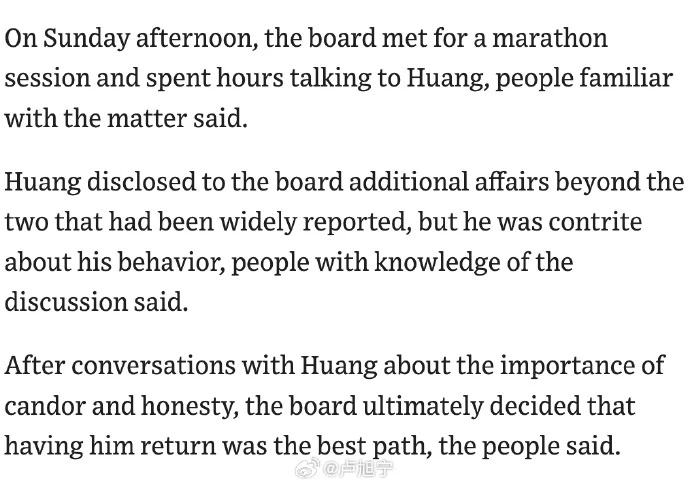 On Sunday afternoon, the board met for a marathon
session and spent hours talking to Huang, people familiar
with the matter said.
Huang disclosed to the board additional affairs beyond the
two that had been widely reported, but he was contrite
about his behavior, people with knowledge of the
discussion said.
After conversations with Huang about the importance of
candor and honesty, the board ultimately decided that
having him return was the best path, the people said.
@卢旭宁